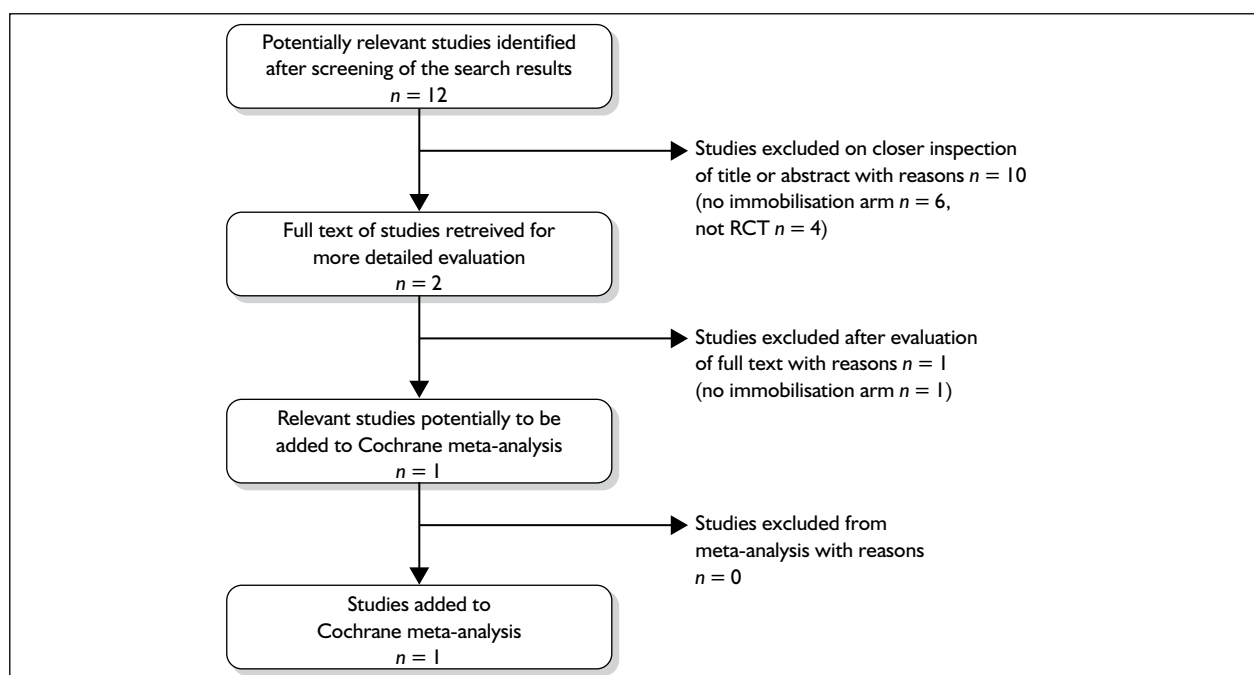 Potentially relevant studies identified
after screening of the search results
n = 12
Studies excluded on closer inspection
of title or abstract with reasons n = 10
(no immobilisation arm n = 6,
not RCT n = 4)
Full text of studies retreived for
more detailed evaluation
n = 2
Studies excluded after evaluation
of full text with reasons n = 1
(no immobilisation arm n = 1)
Relevant studies potentially to be
added to Cochrane meta-analysis
n = 1
Studies excluded from
meta-analysis with reasons
n = 0
Studies added to
Cochrane meta-analysis
n = 1